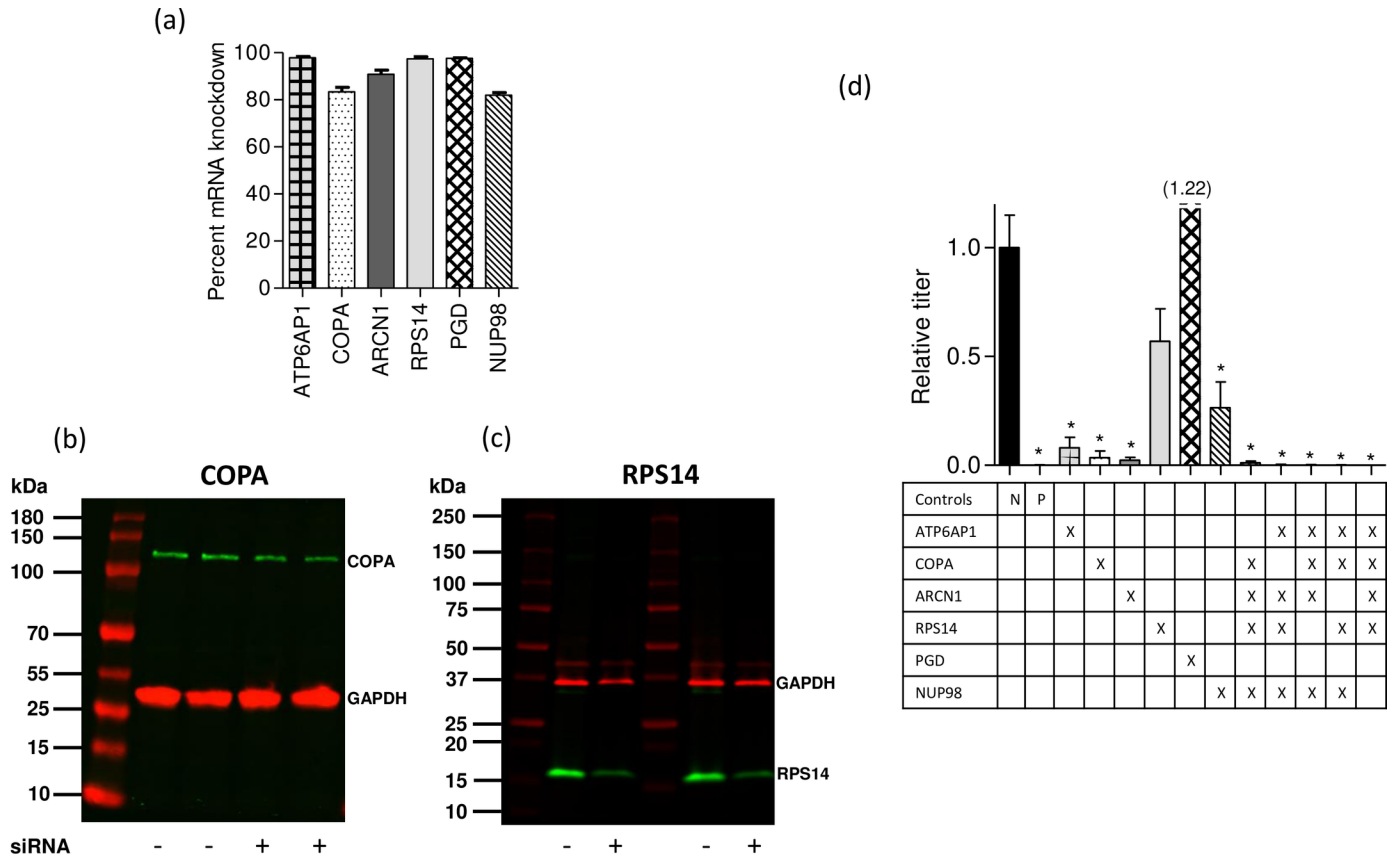 (a)
Percent mRNA knockdown
100
80
60
40
20
0
ATP6AP1
COPA
ARCN1
RPS14
PGD
NUP98
(b)
COPA
kDa
180
150
100
70
55
25
15
10
COPA
GAPDH
siRNA - - + +
(c)
RPS14
kDa
250
150
100
75
50
37
25
20
15
10
GAPDH
RPS14
- + - +
(d)
(1.22)
Relative titer
1.0
0.5
0.0
* * * * * * * * * *
Controls N P
ATP6AP1 X X X X X
COPA X X X X X
ARCN1 X X X X X
RPS14 X X X X X
PGD X
NUP98 X X X X X